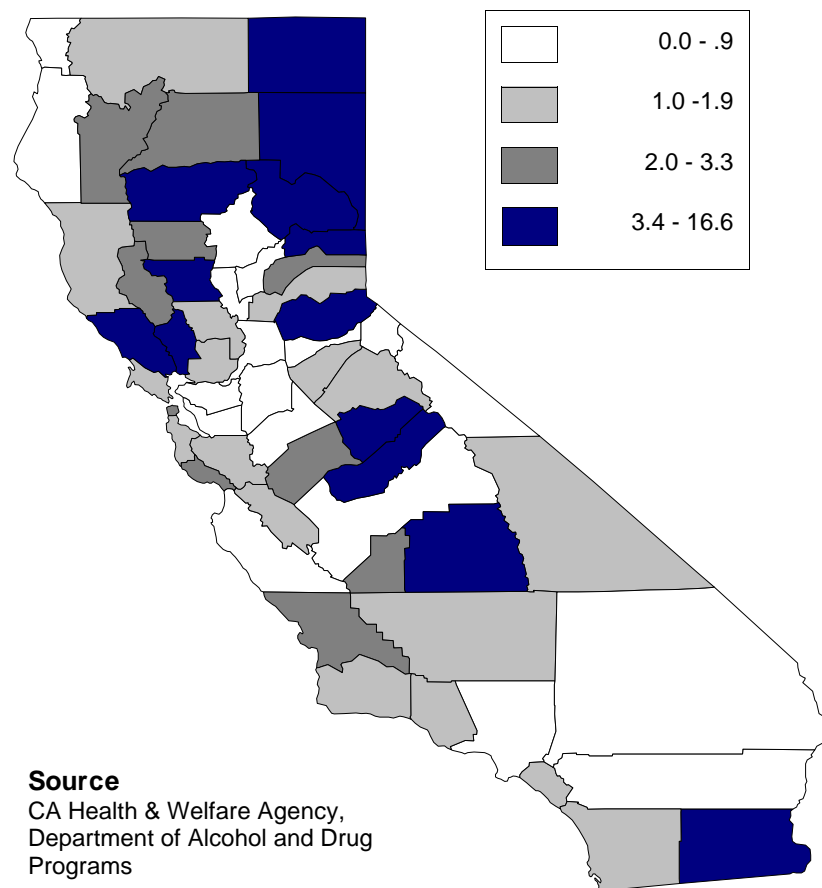 0.0 - .9
1.0 -1.9
2.0 - 3.3
3.4 - 16.6
Source
CA Health & Welfare Agency,
Department of Alcohol and Drug
Programs